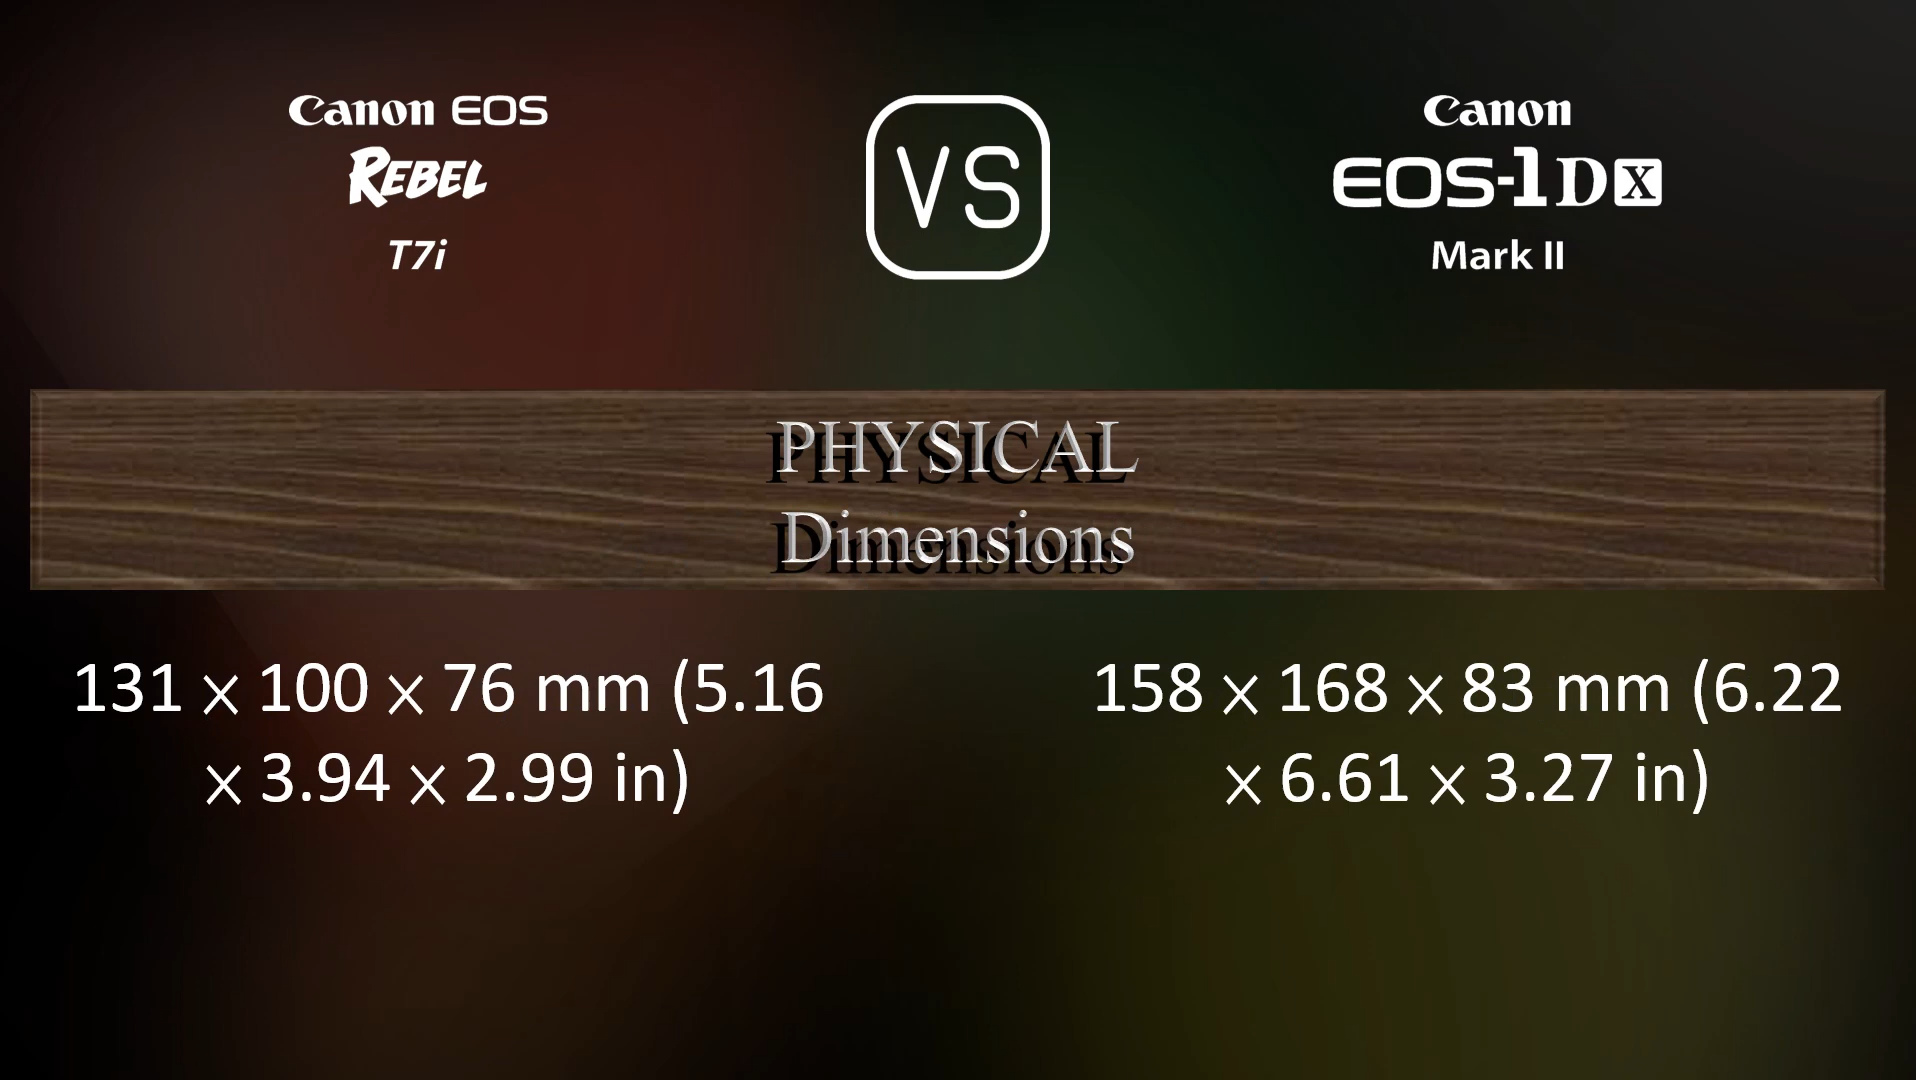 Canon EOS
REBEL
T7i
VS
Canon
EOS-1DX
Mark II
PHYSICAL
Dimensions
131 x 100 x 76 mm (5.16
x 3.94 x 2.99 in)
158 x 168 x 83 mm (6.22
x 6.61 x 3.27 in)